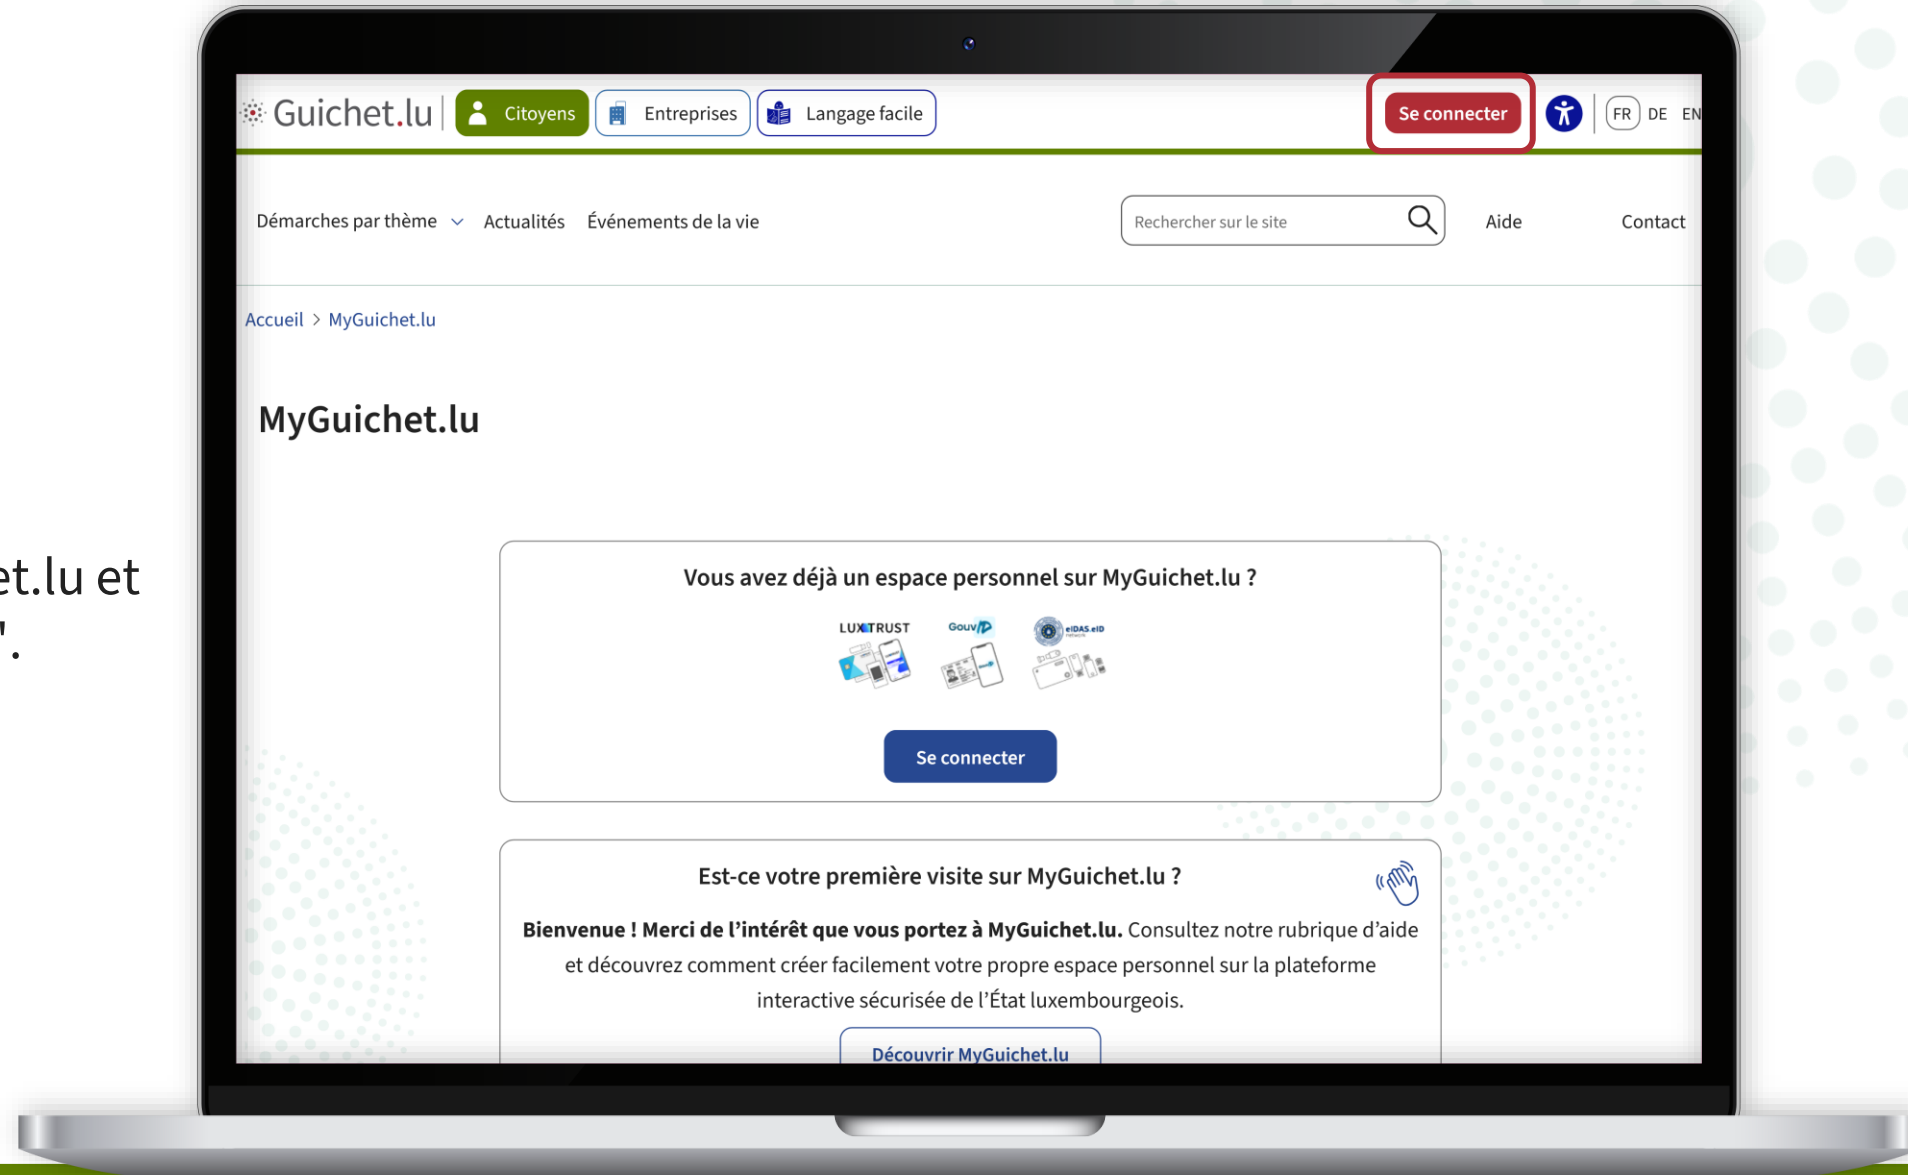 Guichet.lu Citoyens Entreprises Langage facile Se connecter FR DE EN
Démarches par thème Actualités Événements de la vie Rechercher sur le site Aide Contact
Accueil > MyGuichet.lu
MyGuichet.lu
et.lu et
".
Vous avez déjà un espace personnel sur MyGuichet.lu ?
LUXTRUST GouvID eIDAS.eID
network
Se connecter
Est-ce votre première visite sur MyGuichet.lu ?
Bienvenue ! Merci de l’intérêt que vous portez à MyGuichet.lu. Consultez notre rubrique d’aide
et découvrez comment créer facilement votre propre espace personnel sur la plateforme
interactive sécurisée de l’État luxembourgeois.
Découvrir MyGuichet.lu